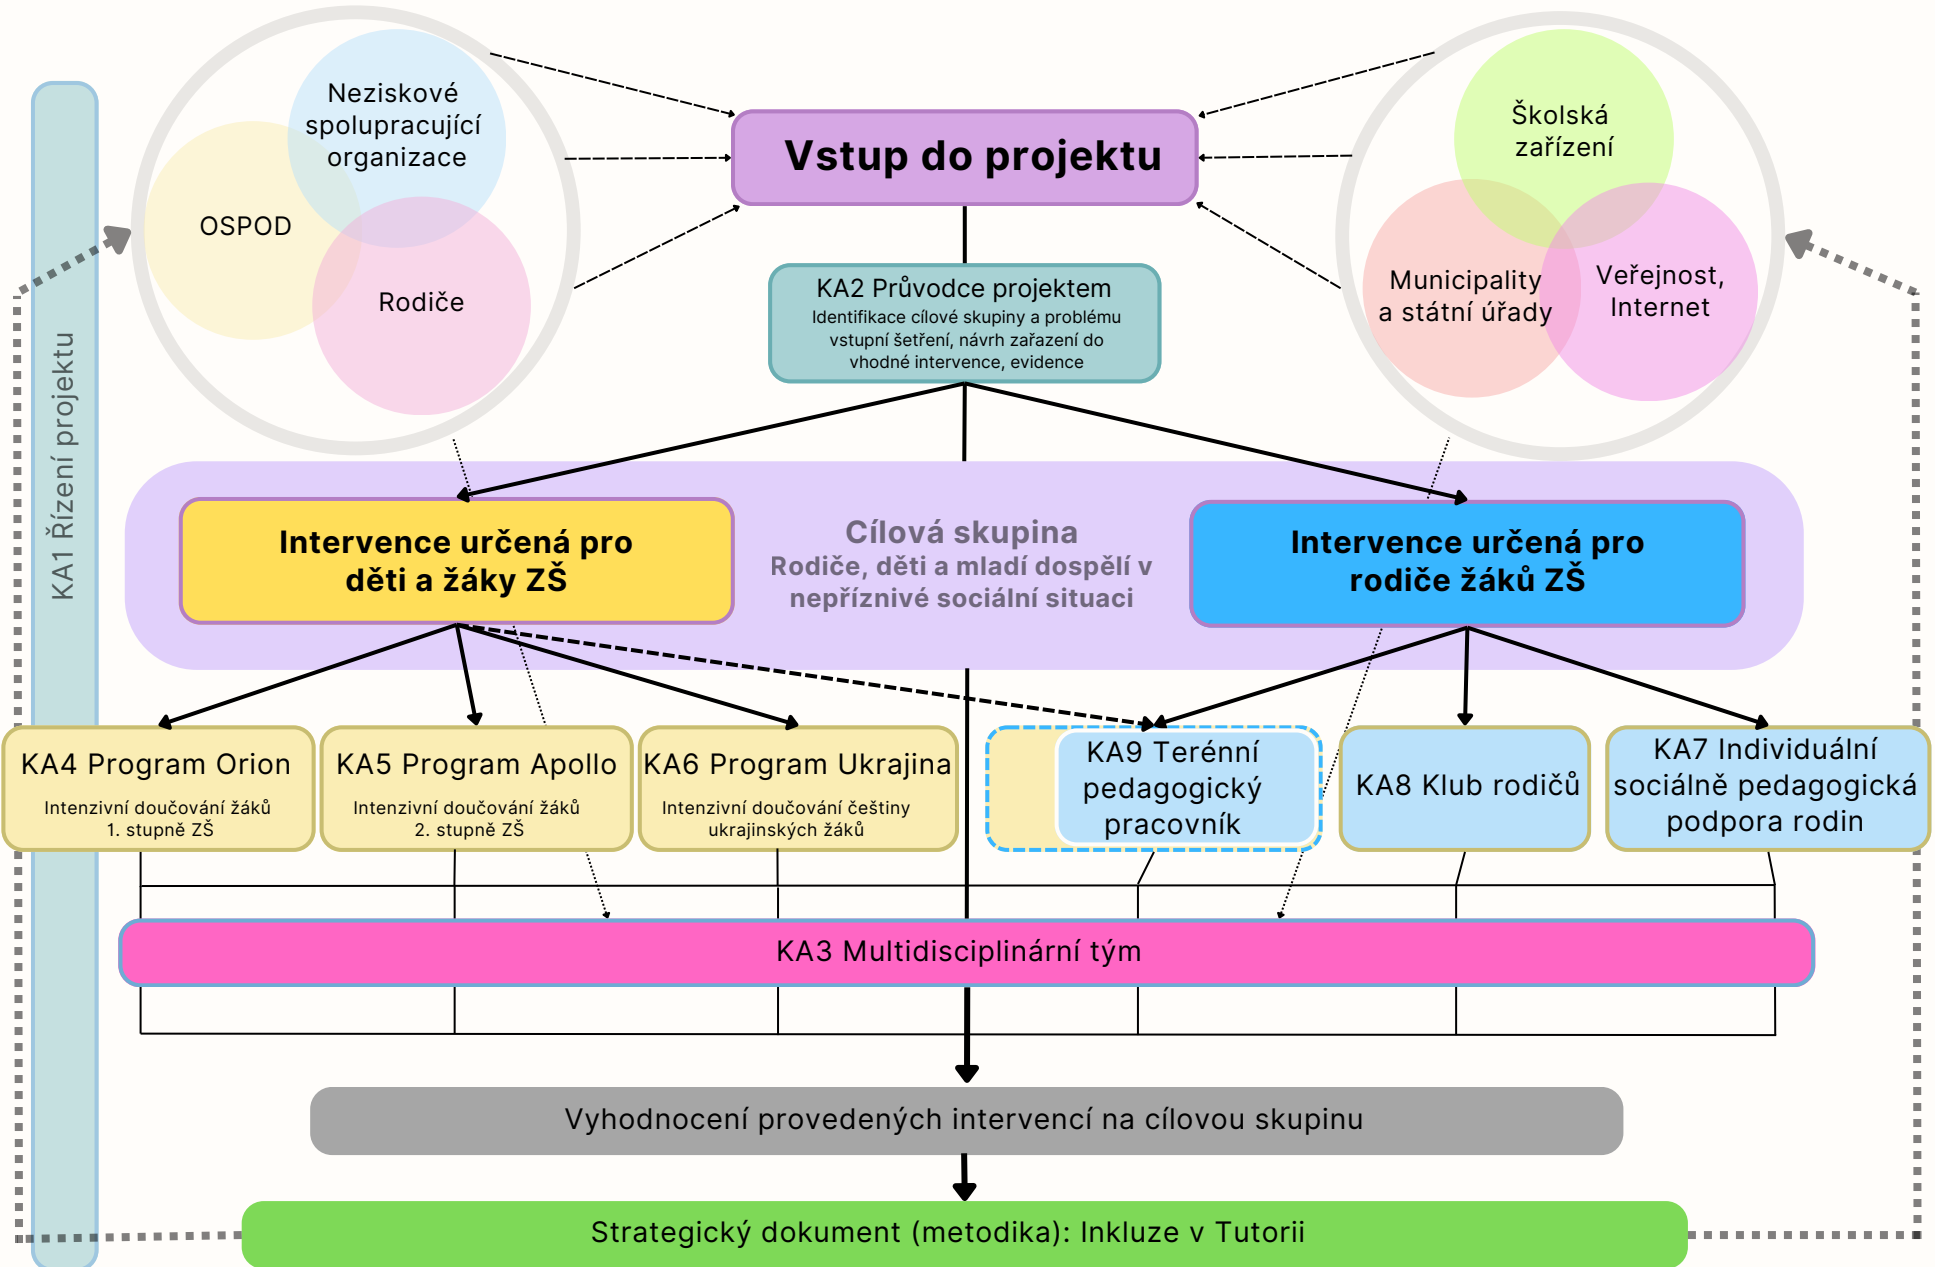 Neziskové
spolupracující
organizace
OSPOD
Rodiče
Vstup do projektu
Školská
zařízení
Municipality
a státní úřady
Veřejnost,
Internet
KA2 Průvodce projektem
Identifikace cílové skupiny a problému
vstupní šetření, návrh zařazení do
vhodné intervence, evidence
KA1 Řízení projektu
Intervence určená pro
děti a žáky ZŠ
Cílová skupina
Rodiče, děti a mladí dospělí v
nepříznivé sociální situaci
Intervence určená pro
rodiče žáků ZŠ
KA4 Program Orion
Intenzivní doučování žáků
1. stupně ZŠ
KA5 Program Apollo
Intenzivní doučování žáků
2. stupně ZŠ
KA6 Program Ukrajina
Intenzivní doučování češtiny
ukrajinských žáků
KA9 Terénní
pedagogický
pracovník
KA8 Klub rodičů
KA7 Individuální
sociálně pedagogická
podpora rodin
KA3 Multidisciplinární tým
Vyhodnocení provedených intervencí na cílovou skupinu
Strategický dokument (metodika): Inkluze v Tutorii